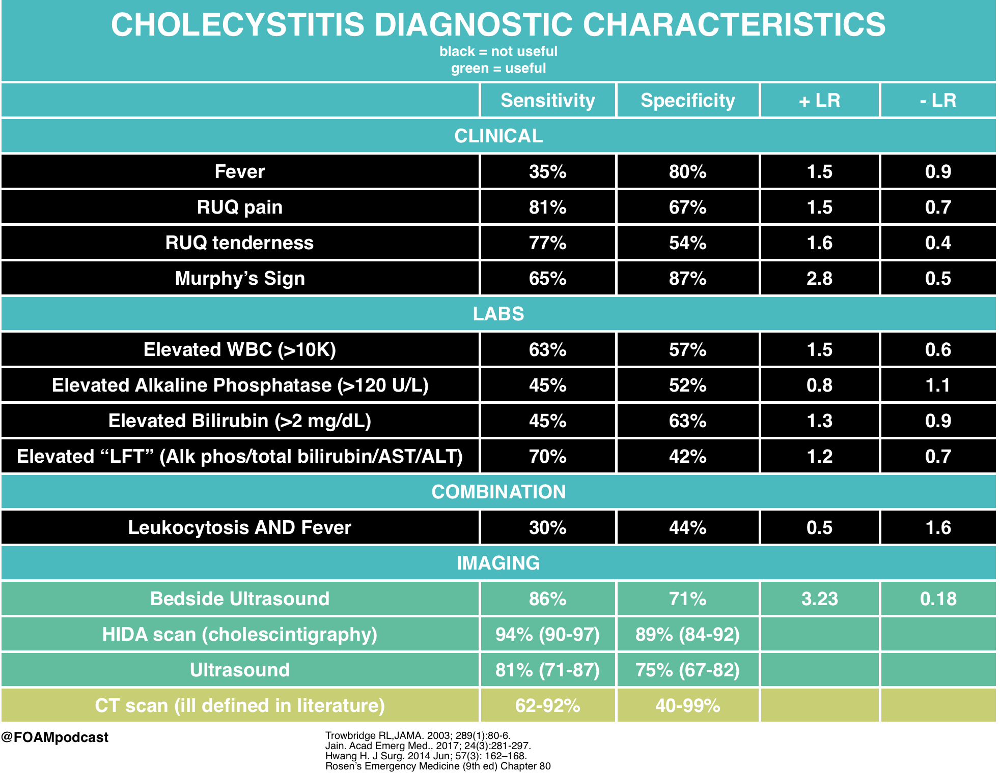 CHOLECYSTITIS DIAGNOSTIC CHARACTERISTICS
black = not useful
green = useful
Sensitivity Specificity + LR - LR
CLINICAL
Fever 35% 80% 1.5 0.9
RUQ pain 81% 67% 1.5 0.7
RUQ tenderness 77% 54% 1.6 0.4
Murphy’s Sign 65% 87% 2.8 0.5
LABS
Elevated WBC (>10K) 63% 57% 1.5 0.6
Elevated Alkaline Phosphatase (>120 U/L) 45% 52% 0.8 1.1
Elevated Bilirubin (>2 mg/dL) 45% 63% 1.3 0.9
Elevated “LFT” (Alk phos/total bilirubin/AST/ALT) 70% 42% 1.2 0.7
COMBINATION
Leukocytosis AND Fever 30% 44% 0.5 1.6
IMAGING
Bedside Ultrasound 86% 71% 3.23 0.18
HIDA scan (cholescintigraphy) 94% (90-97) 89% (84-92)
Ultrasound 81% (71-87) 75% (67-82)
CT scan (ill defined in literature) 62-92% 40-99%
@FOAMpodcast
Trowbridge RL,JAMA. 2003; 289(1):80-6.
Jain. Acad Emerg Med.. 2017; 24(3):281-297.
Hwang H. J Surg. 2014 Jun; 57(3): 162–168.
Rosen’s Emergency Medicine (9th ed) Chapter 80